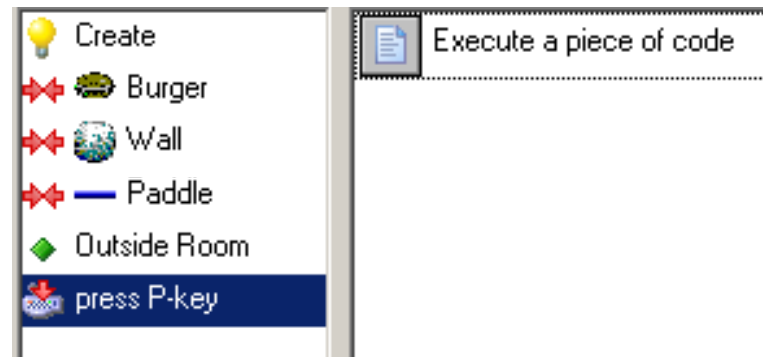 Create
Burger
Wall
Paddle
Outside Room
press P-key
Execute a piece of code